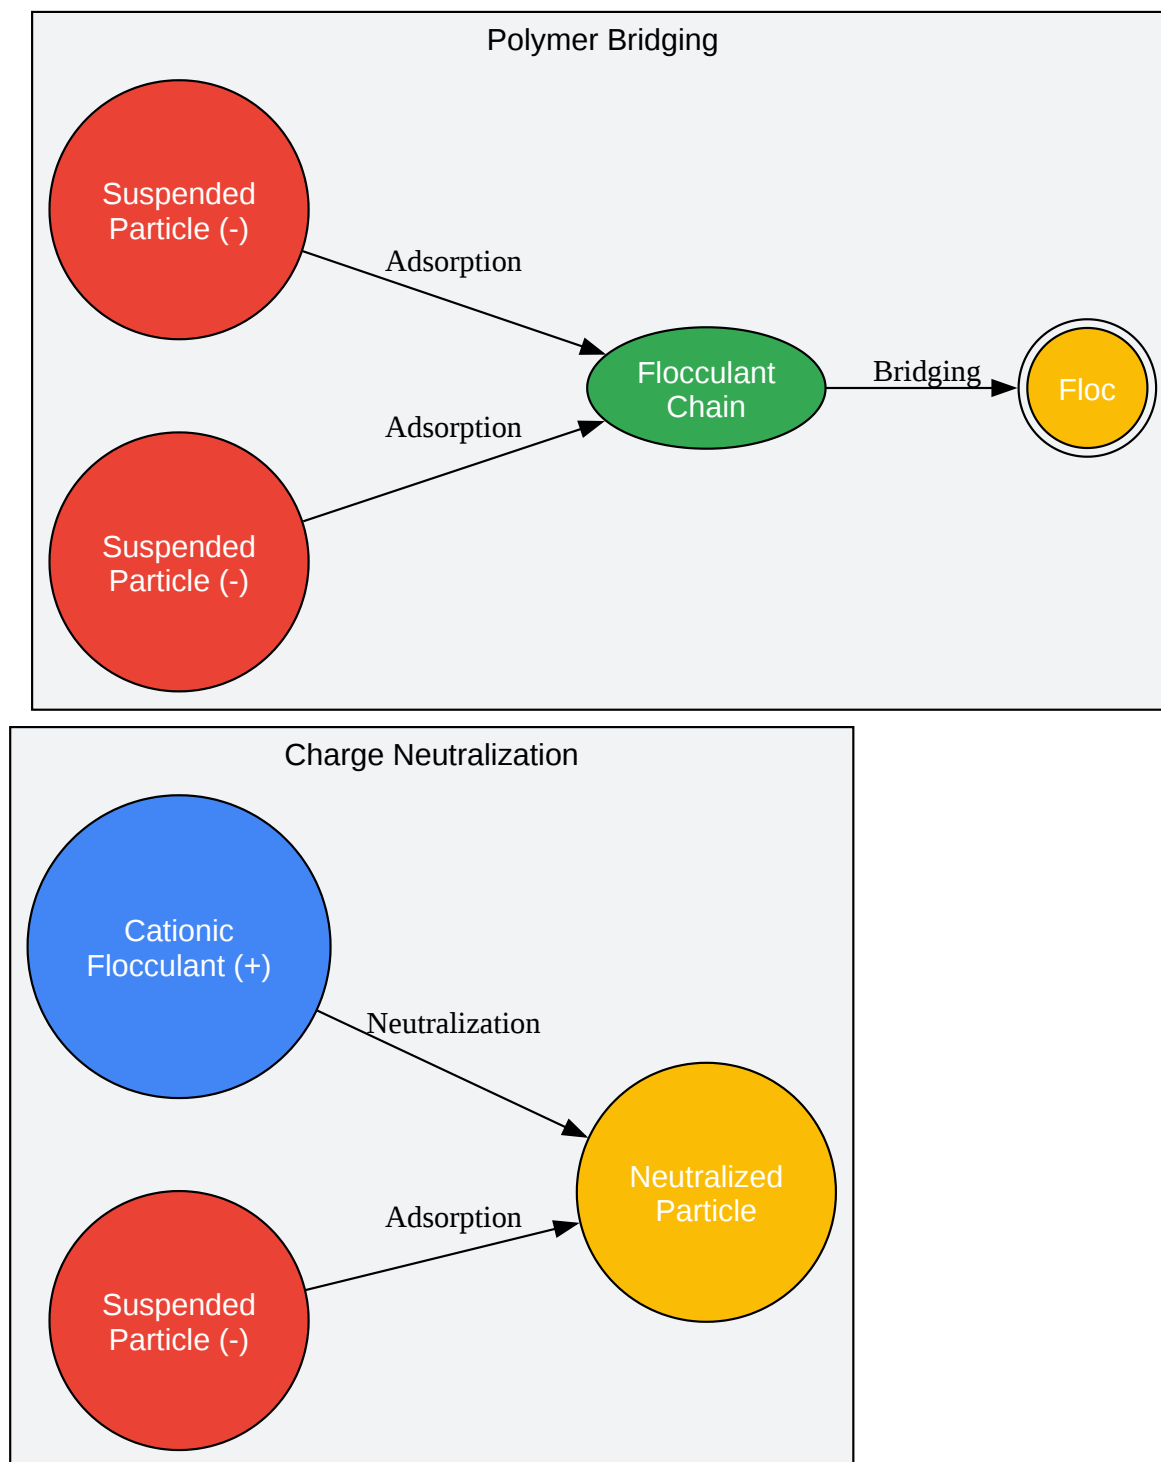 Polymer Bridging
Suspended
Particle (-)
Adsorption
Suspended
Particle (-)
Adsorption
Flocculant
Chain
Bridging
Floc
Charge Neutralization
Cationic
Flocculant (+)
Neutralization
Suspended
Particle (-)
Adsorption
Neutralized
Particle